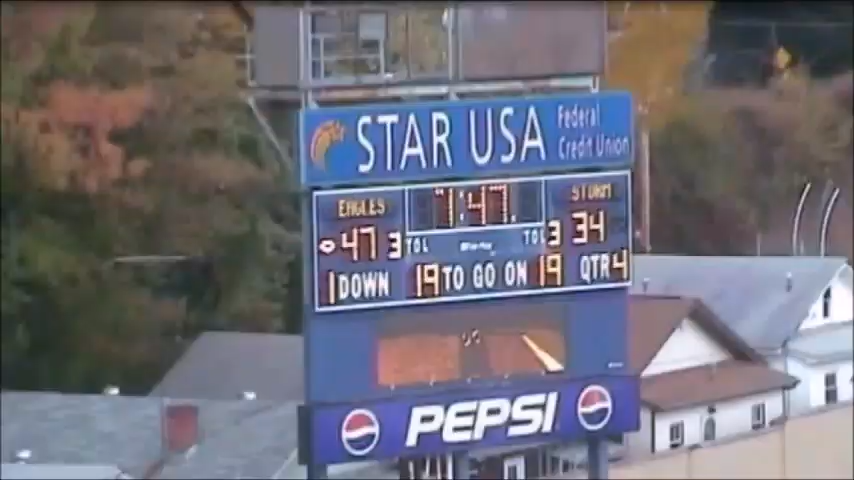 STAR USA Federal Credit Union
EAGLES 7:47 STORM
47 3 TOL TOL 3 34
1 DOWN 19 TO GO ON 19 QTR 4
PEPSI